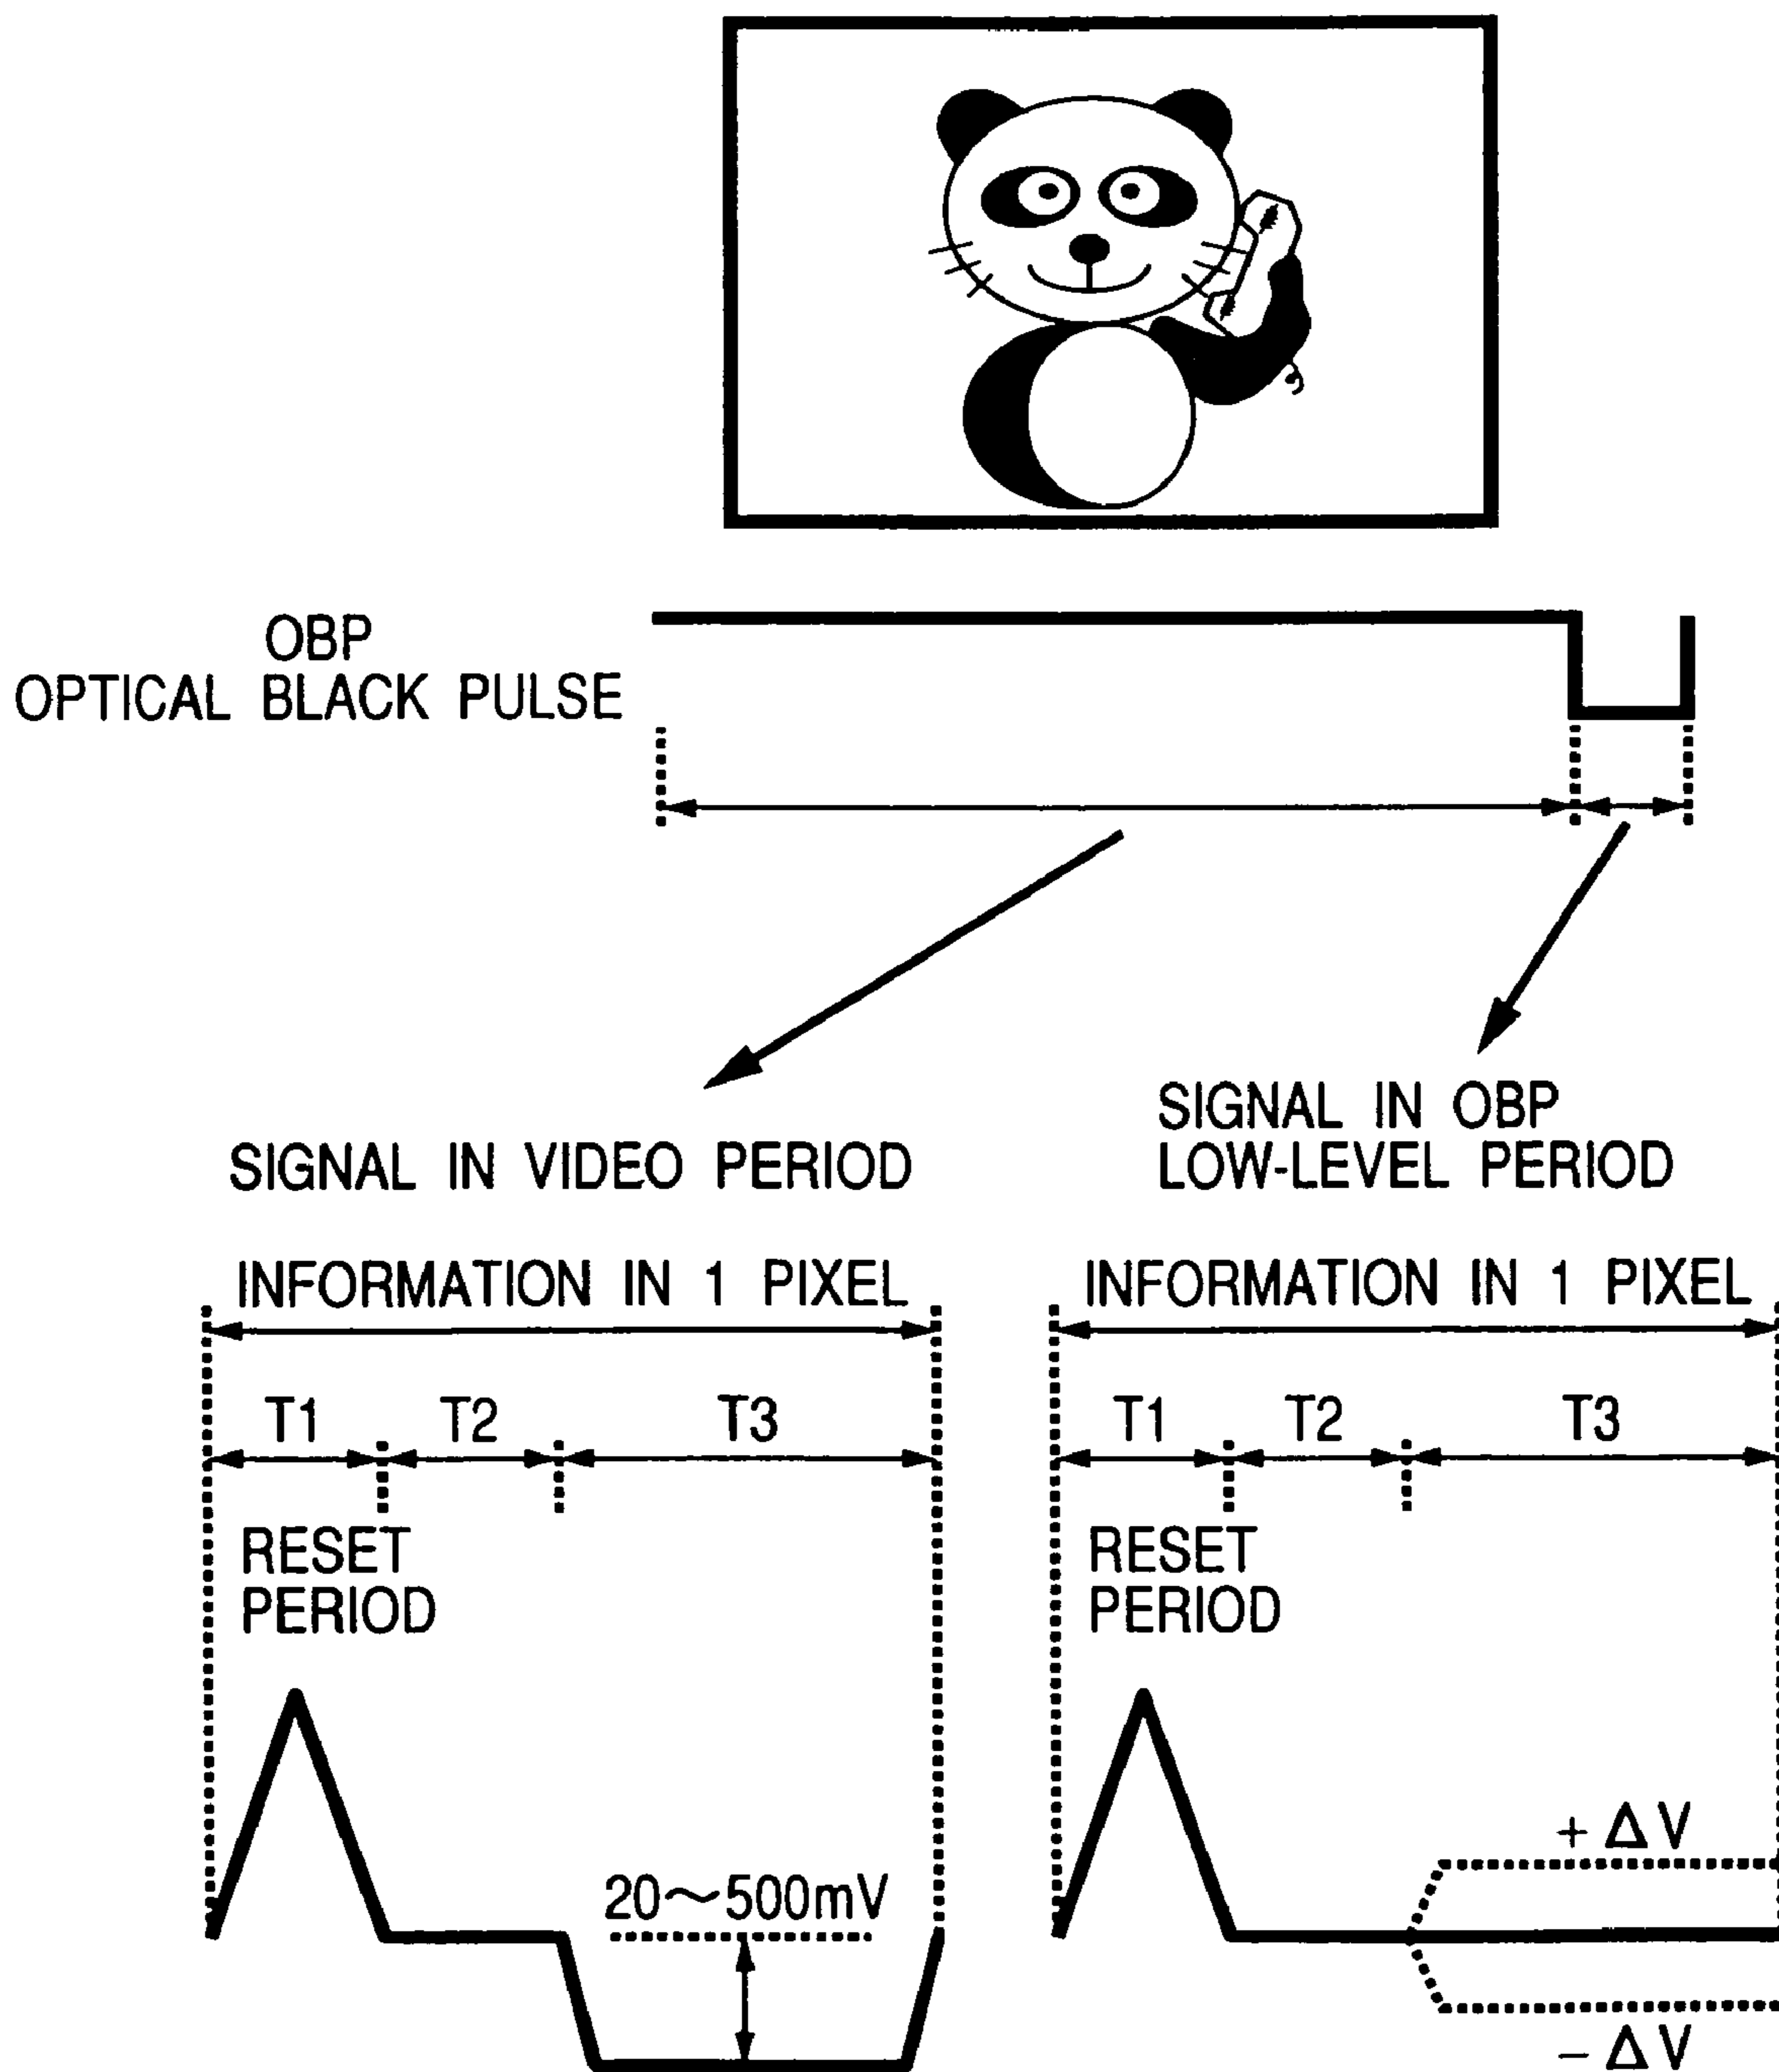 OBP
OPTICAL BLACK PULSE
SIGNAL IN VIDEO PERIOD
SIGNAL IN OBP
LOW-LEVEL PERIOD
INFORMATION IN 1 PIXEL
T1 T2 T3
RESET
PERIOD
20~500mV
INFORMATION IN 1 PIXEL
T1 T2 T3
RESET
PERIOD
+ΔV
-ΔV